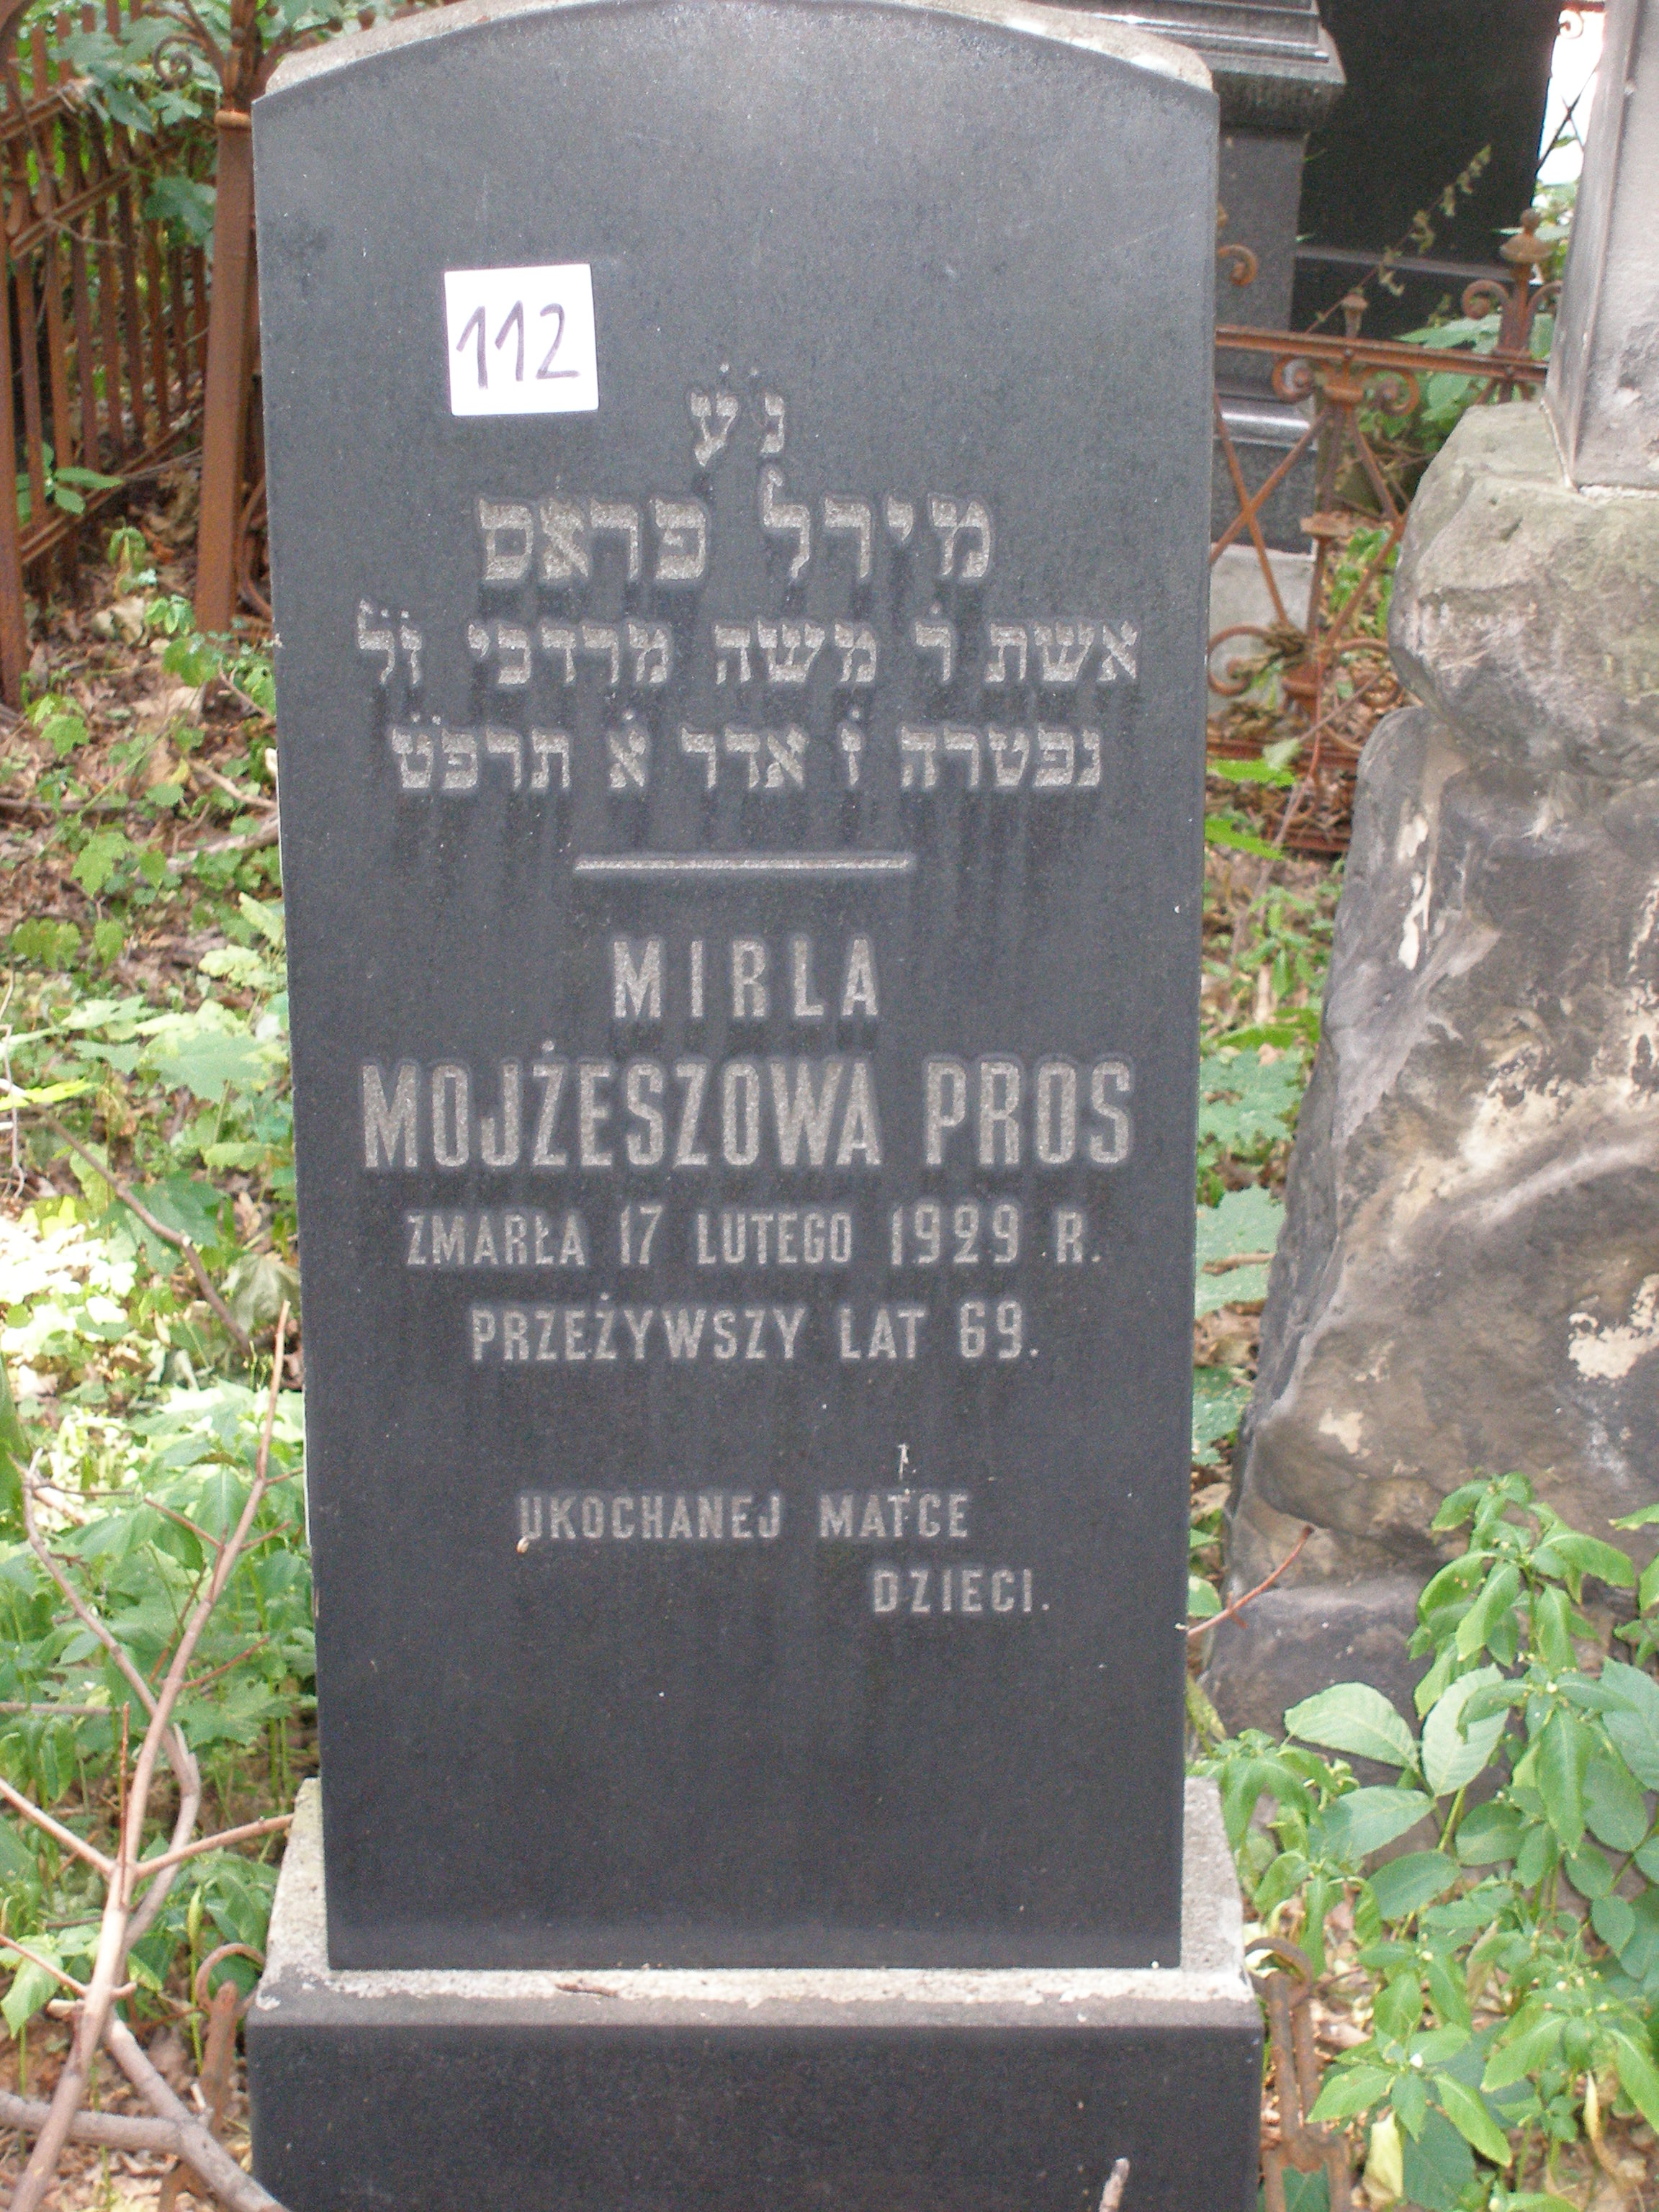 112
נ״ע
מירל פראס
אשת ר׳ משה מרדכי ז״ל
נפטרה ז׳ אדר א׳ תרפ״ט
MIRLA
MOJŻESZOWA PROS
ZMARŁA 17 LUTEGO 1929 R.
PRZEŻYWSZY LAT 69.
UKOCHANEJ MATCE
DZIECI.